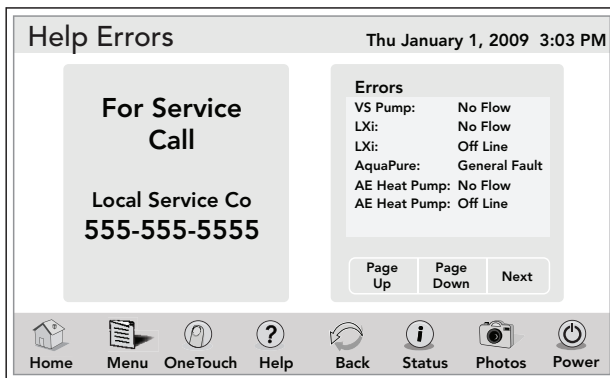 Help Errors
Thu January 1, 2009 3:03 PM
For Service
Call
Local Service Co
555-555-5555
Errors
VS Pump: No Flow
LXi: No Flow
LXi: Off Line
AquaPure: General Fault
AE Heat Pump: No Flow
AE Heat Pump: Off Line
Page
Up
Page
Down
Next
Home
Menu
OneTouch
?
Help
Back
i
Status
Photos
Power